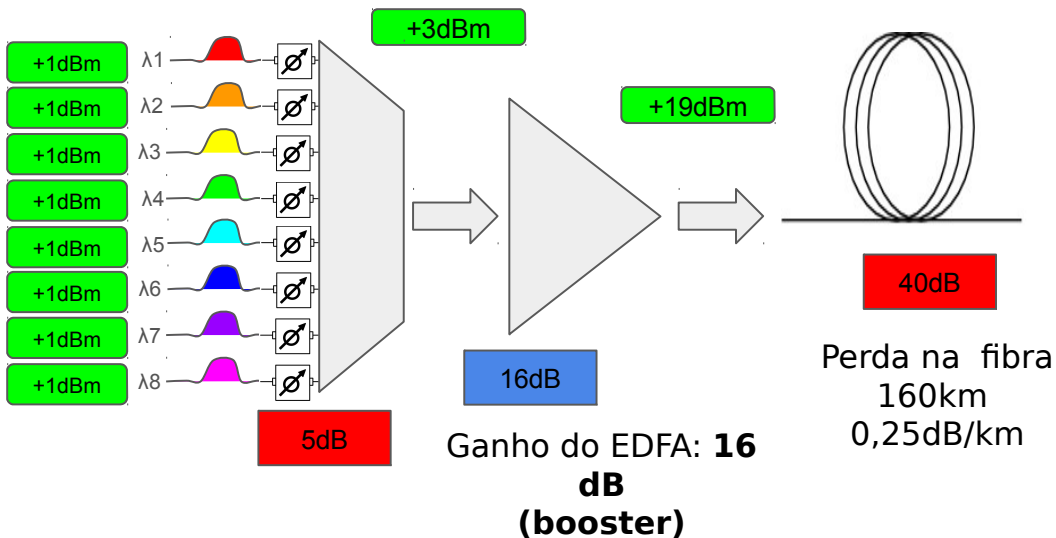 +3dBm
+1dBm λ1
+1dBm λ2
+1dBm λ3
+1dBm λ4
+1dBm λ5
+1dBm λ6
+1dBm λ7
+1dBm λ8
+19dBm
5dB
16dB
40dB
Ganho do EDFA: 16
dB
(booster)
Perda na fibra
160km
0,25dB/km